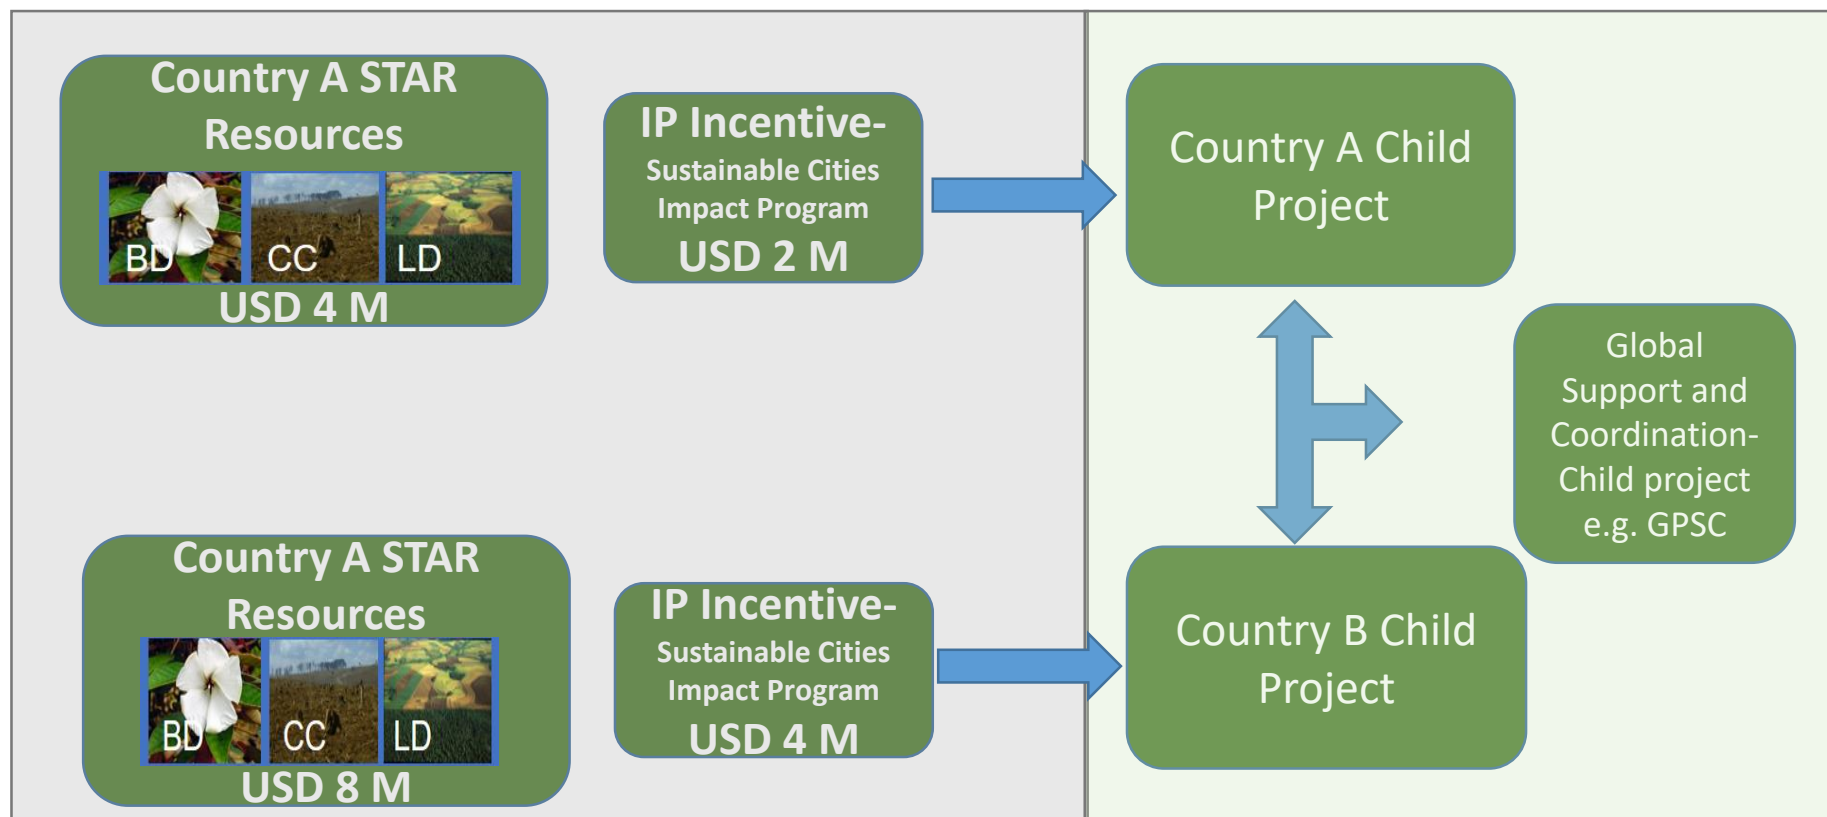 Country A STAR
Resources
BD
CC
LD
USD 4 M
IP Incentive-
Sustainable Cities
Impact Program
USD 2 M
Country A Child
Project
Global
Support and
Coordination-
Child project
e.g. GPSC
Country A STAR
Resources
BD
CC
LD
USD 8 M
IP Incentive-
Sustainable Cities
Impact Program
USD 4 M
Country B Child
Project